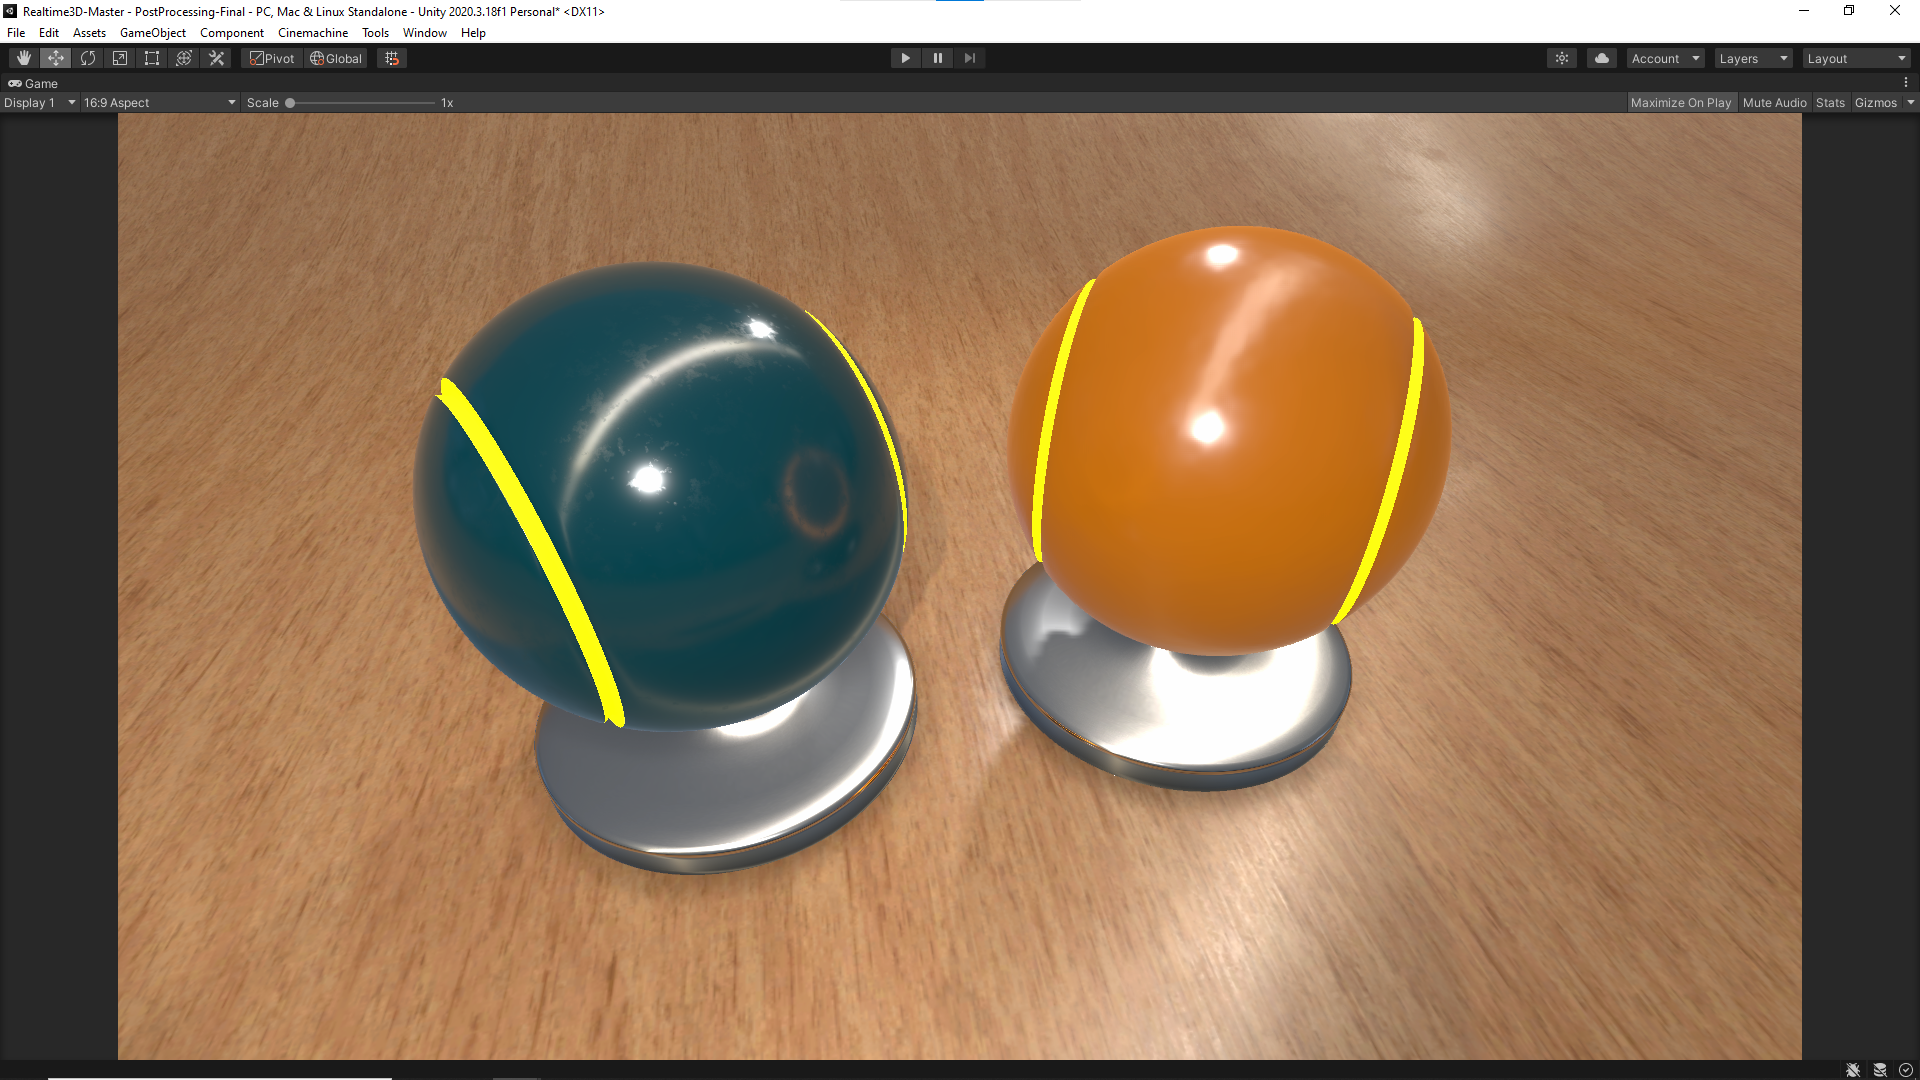 Realtime3D-Master - PostProcessing-Final - PC, Mac & Linux Standalone - Unity 2020.3.18f1 Personal* <DX11>
File Edit Assets GameObject Component Cinemachine Tools Window Help
Pivot Global Account Layers Layout
Game
Display 1 16:9 Aspect Scale 1x Maximize On Play Mute Audio Stats Gizmos